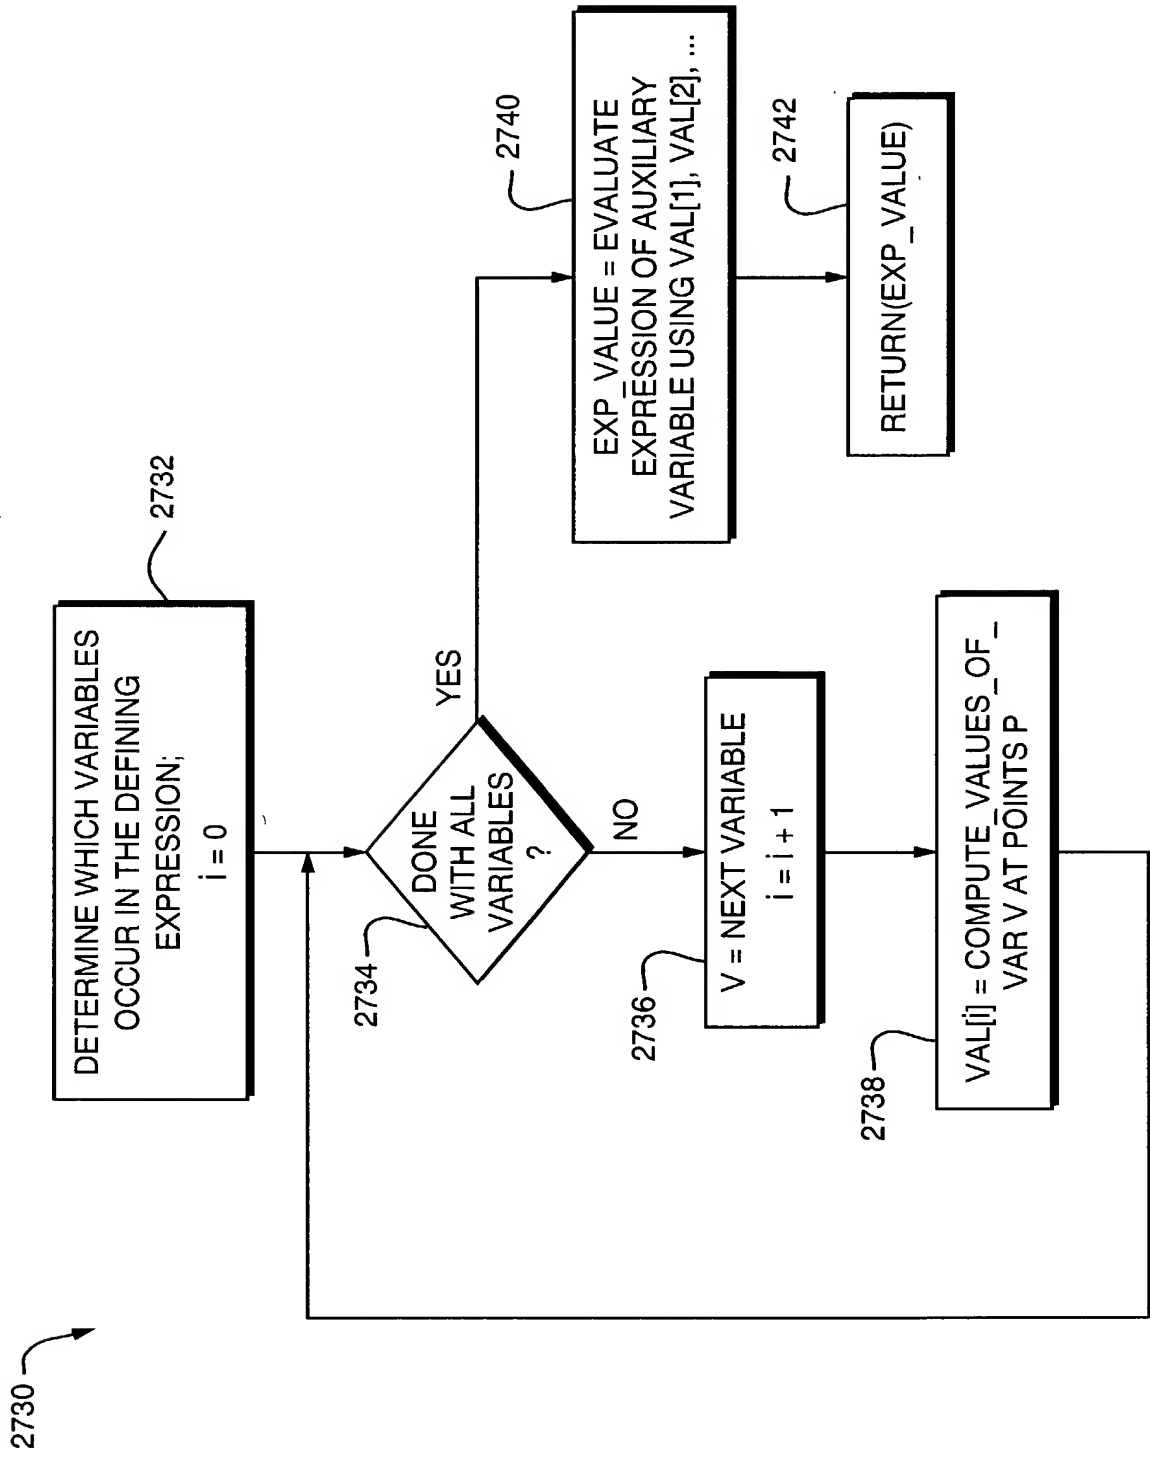 2730
DETERMINE WHICH VARIABLES
OCCUR IN THE DEFINING
EXPRESSION;
i = 0
2732
DONE
WITH ALL
VARIABLES
?
2734
YES
NO
V = NEXT VARIABLE
i = i + 1
2736
VAL[i] = COMPUTE_VALUES_OF_
VAR V AT POINTS P
2738
EXP_VALUE = EVALUATE
EXPRESSION OF AUXILIARY
VARIABLE USING VAL[1], VAL[2], ...
2740
RETURN(EXP_VALUE)
2742